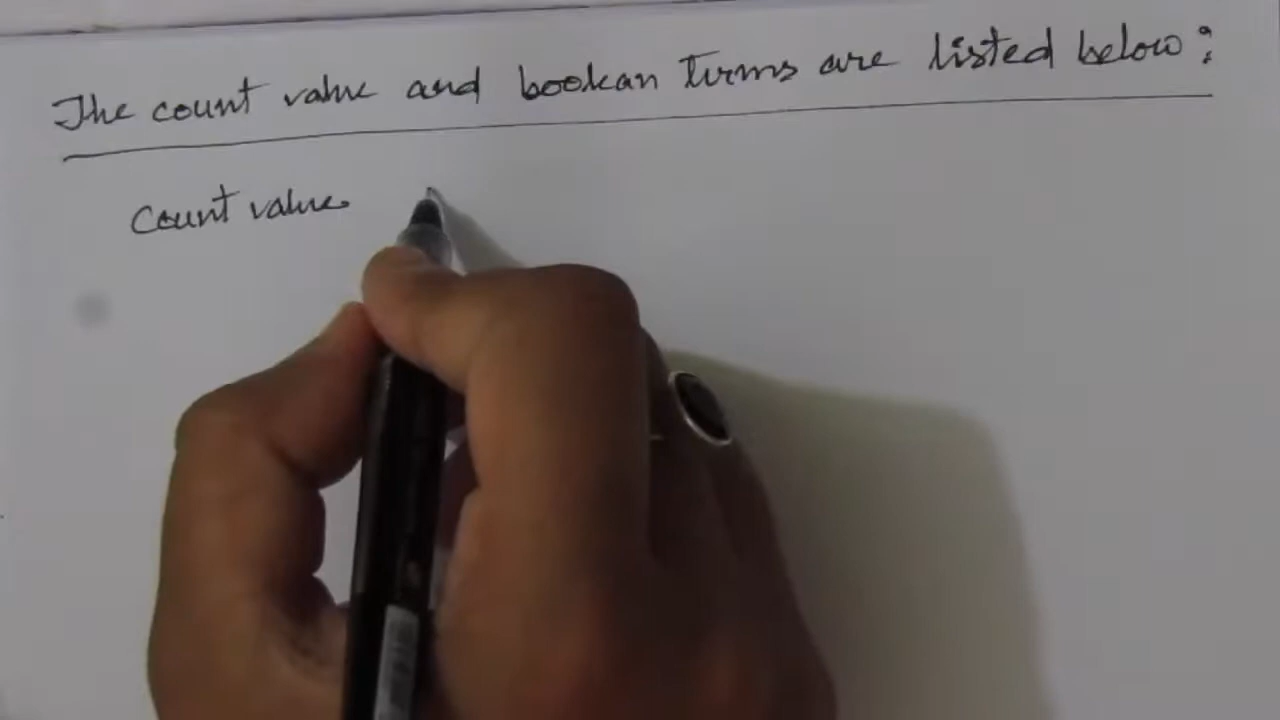 The count value and boolean terms are listed below:
Count value